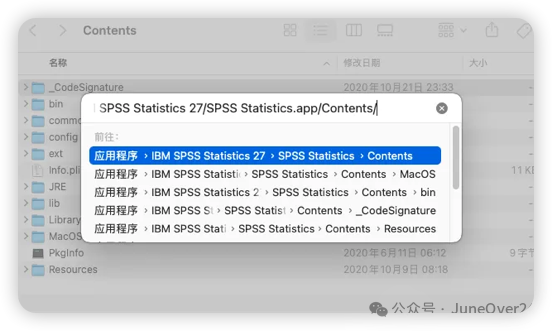 Contents
名称
修改日期
大小
_CodeSignature
2020年10月21日 23:33
bin
SPSS Statistics 27/SPSS Statistics.app/Contents/
前往:
应用程序 › IBM SPSS Statistics 27 › SPSS Statistics › Contents
应用程序 › IBM SPSS Statisti › SPSS Statistics › Contents › MacOS
应用程序 › IBM SPSS Statistics 2 › SPSS Statistics › Contents › bin
应用程序 › IBM SPSS St › SPSS Statist › Contents › _CodeSignature
应用程序 › IBM SPSS Stati › SPSS Statistics › Contents › Resources
config
ext
Info.pli
11 K
JRE
lib
Library
MacOS
PkgInfo
2020年6月11日 06:12
9字节
Resources
2020年10月9日 08:18
公众号 · JuneOver2